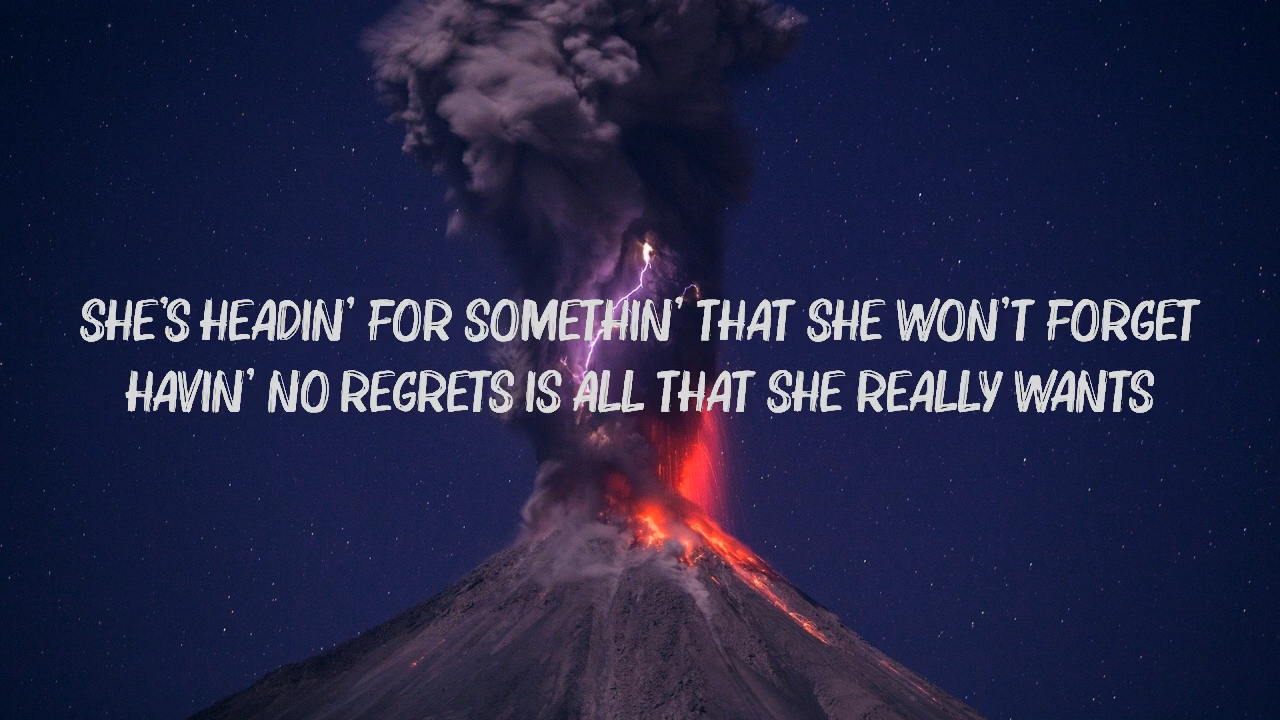 SHE'S HEADIN' FOR SOMETHIN' THAT SHE WON'T FORGET
HAVIN' NO REGRETS IS ALL THAT SHE REALLY WANTS